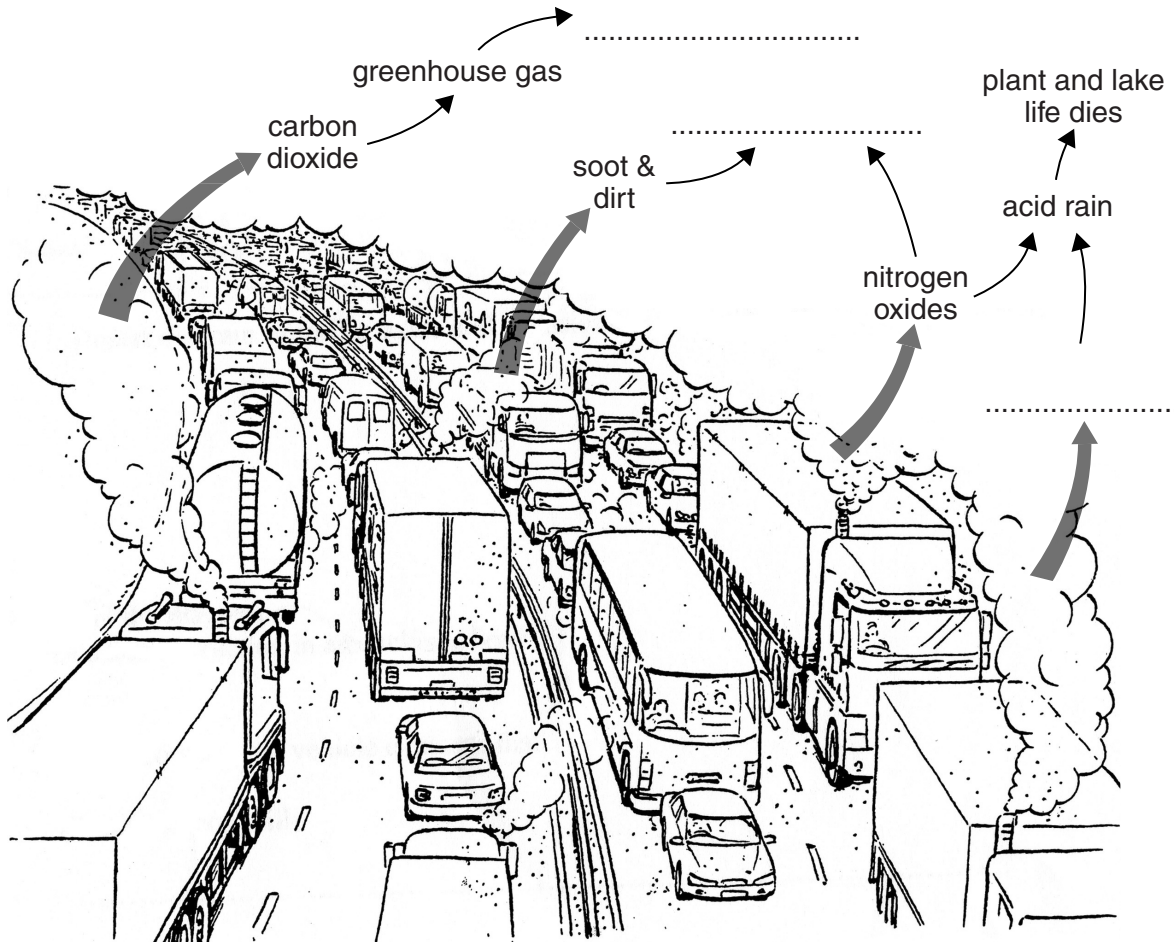 greenhouse gas
carbon
dioxide
soot &
dirt
plant and lake
life dies
acid rain
nitrogen
oxides